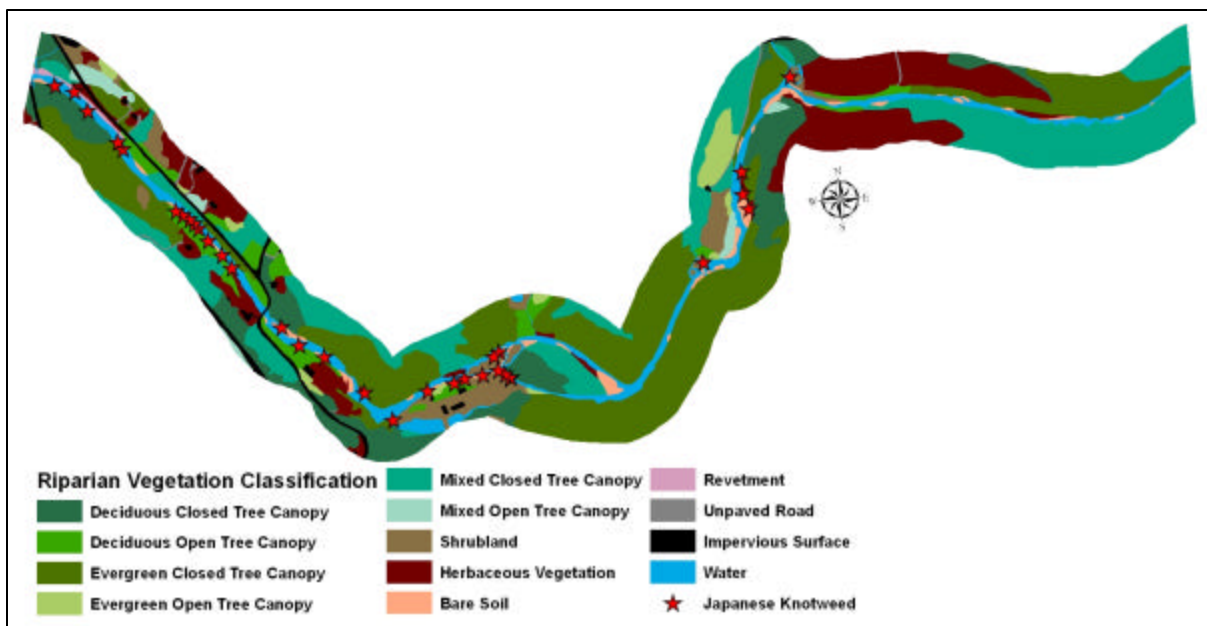 N
W E
S
Riparian Vegetation Classification
Deciduous Closed Tree Canopy
Deciduous Open Tree Canopy
Evergreen Closed Tree Canopy
Evergreen Open Tree Canopy
Mixed Closed Tree Canopy
Mixed Open Tree Canopy
Shrubland
Herbaceous Vegetation
Bare Soil
Revetment
Unpaved Road
Impervious Surface
Water
Japanese Knotweed